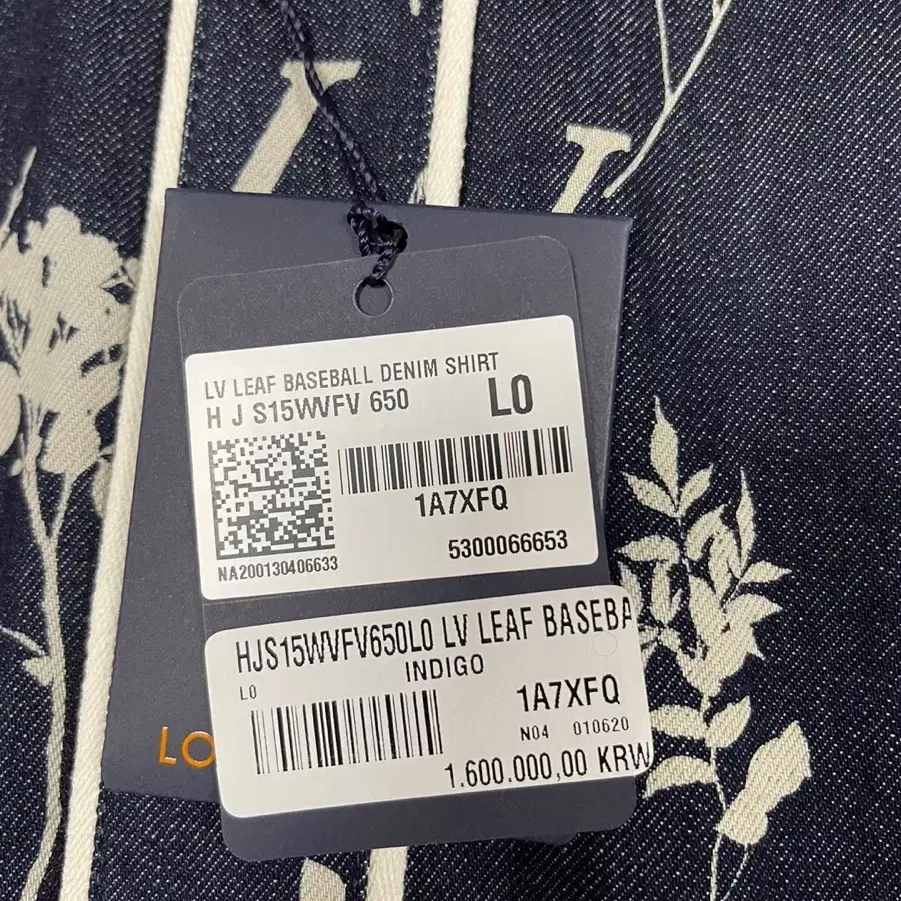 LV LEAF BASEBALL DENIM SHIRT
H J S15WVFV 650 L0
1A7XFQ
5300066653
NA200130406633
HJS15WVFV650L0 LV LEAF BASEBA
INDIGO
L0
1A7XFQ
N04 010620
1.600.000,00 KRW
LO